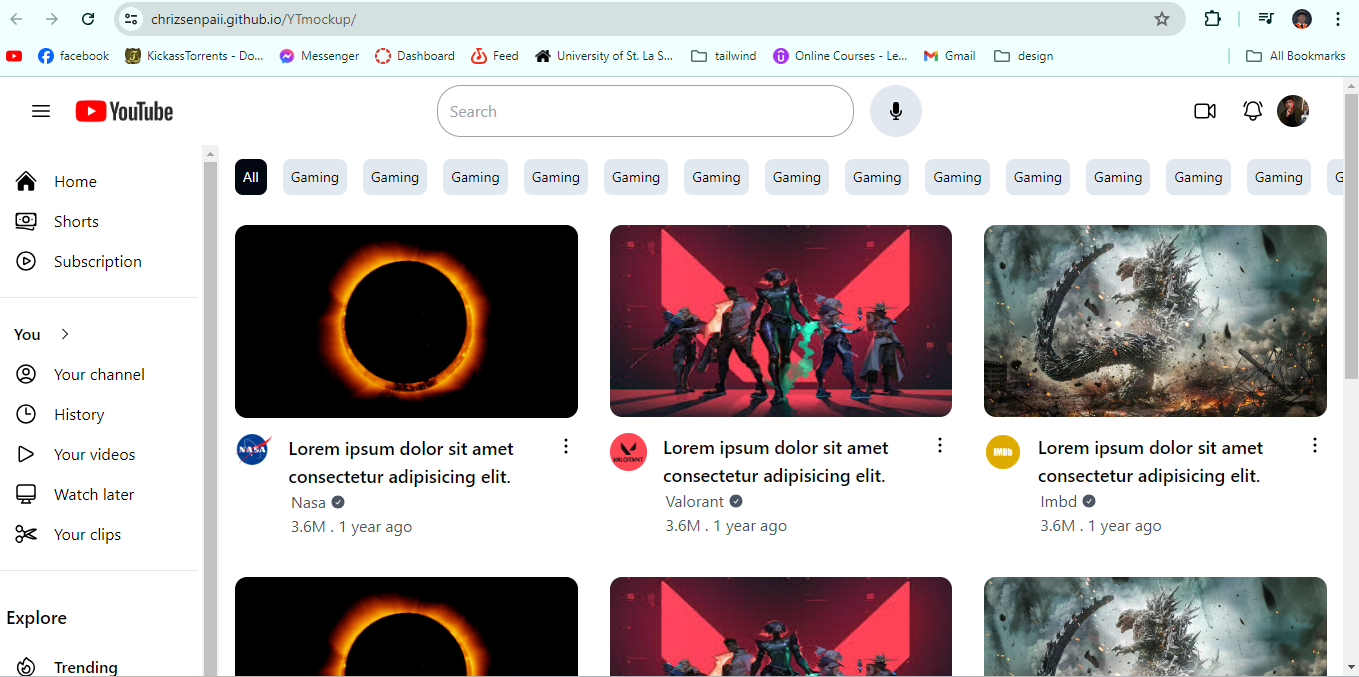 chrizsenpaii.github.io/YTmockup/
facebook KickassTorrents - Do... Messenger Dashboard Feed University of St. La S... tailwind Online Courses - Le... Gmail design All Bookmarks
YouTube Search
All Gaming Gaming Gaming Gaming Gaming Gaming Gaming Gaming Gaming Gaming Gaming Gaming Gaming G
Home
Shorts
Subscription
You
Your channel
History
Your videos
Watch later
Your clips
Explore
Trending
NASA
Lorem ipsum dolor sit amet
consectetur adipisicing elit.
Nasa
3.6M . 1 year ago
VALORANT
Lorem ipsum dolor sit amet
consectetur adipisicing elit.
Valorant
3.6M . 1 year ago
IMDb
Lorem ipsum dolor sit amet
consectetur adipisicing elit.
Imbd
3.6M . 1 year ago